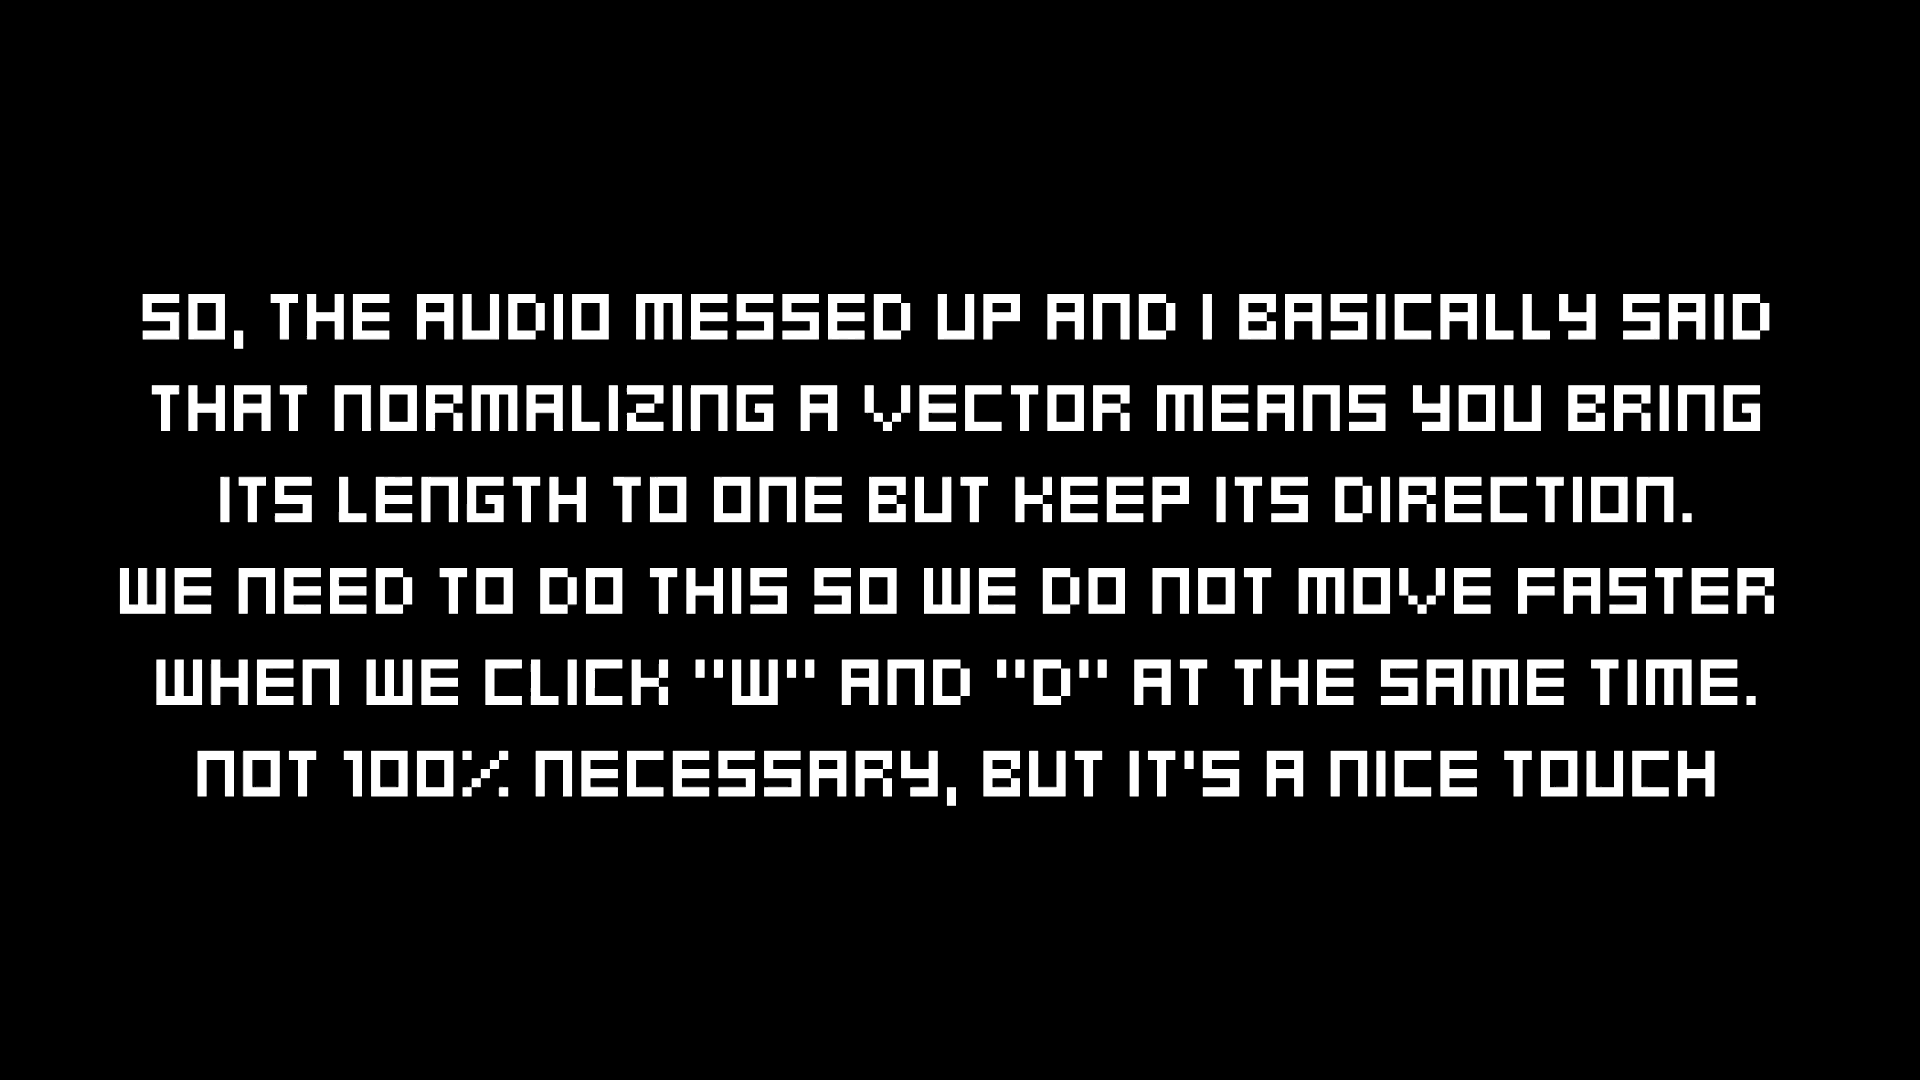 SO, THE AUDIO MESSED UP AND I BASICALLY SAID
THAT NORMALIZING A VECTOR MEANS YOU BRING
ITS LENGTH TO ONE BUT KEEP ITS DIRECTION.
WE NEED TO DO THIS SO WE DO NOT MOVE FASTER
WHEN WE CLICK "W" AND "D" AT THE SAME TIME.
NOT 100% NECESSARY, BUT IT'S A NICE TOUCH